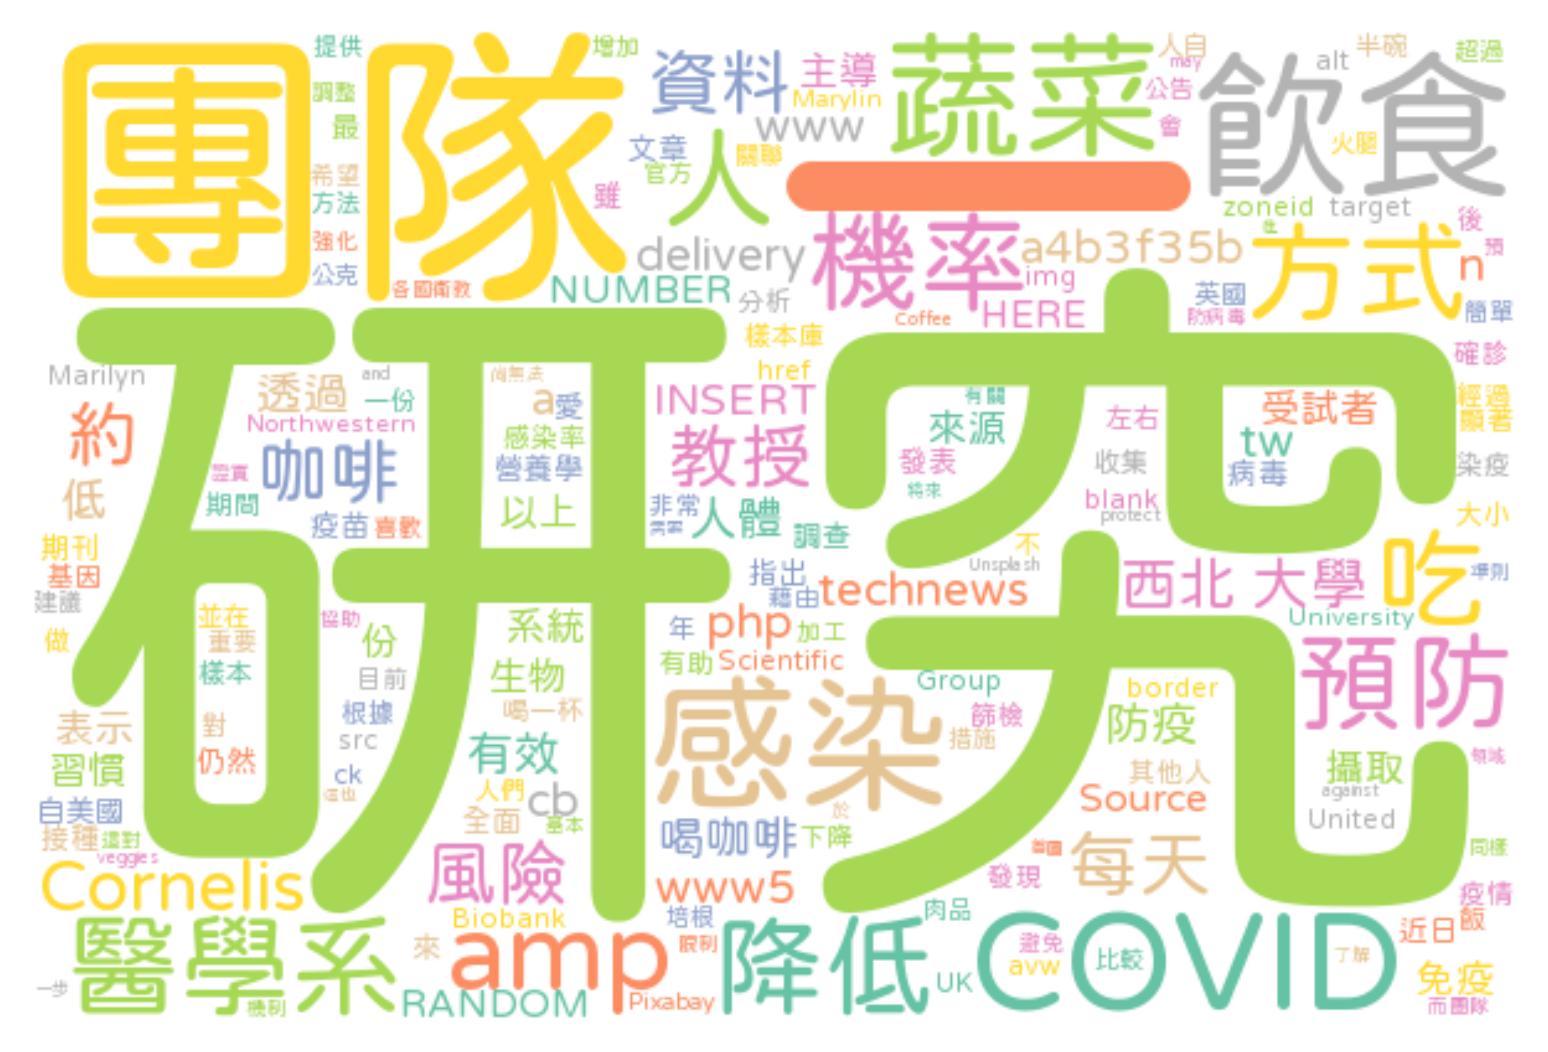 團隊
提供
增加
調整
最
希望
方法
強化
公克
各國衛教
資料
主導
Marylin
www
文章
關聯
官方
人
雖
delivery
NUMBER
分析
蔬菜
人自
may
公告
會
一
機率
a4b3f35b
img
HERE
Coffee
飲食
alt
半碗
超過
火腿
zoneid
target
後
預
方式
n
英國
防病毒
簡單
研究
Marilyn
約
低
期刊
基因
建議
做
透過
and
一份
Northwestern
咖啡
證實
期間
疫苗
喜歡
尚無法
a
愛
感染率
營養學
以上
樣本庫
href
INSERT
教授
非常
人體
調查
指出
藉由
technews
年
php
加工
有助
Scientific
有關
來源
發表
將來
不
Unsplash
左右
收集
blank
protect
受試者
tw
病毒
確診
經過
顯著
染疫
大小
吃
準則
西北
大學
University
預防
並在
重要
樣本
對
仍然
協助
份
目前
根據
src
ck
這也
系統
生物
喝一杯
有效
人們
cb
全面
基本
感染
於
Group
篩檢
措施
border
防疫
其他人
Source
攝取
against
United
領域
表示
習慣
自美國
接種
這對
veggies
Cornelis
風險
喝咖啡
下降
www5
Biobank
培根
每天
發現
同樣
疫情
醫學系
一步
機制
來
RANDOM
amp
限制
Pixabay
降低
肉品
UK
COVID
避免
avw
比較
了解
近日
飯
免疫
而團隊